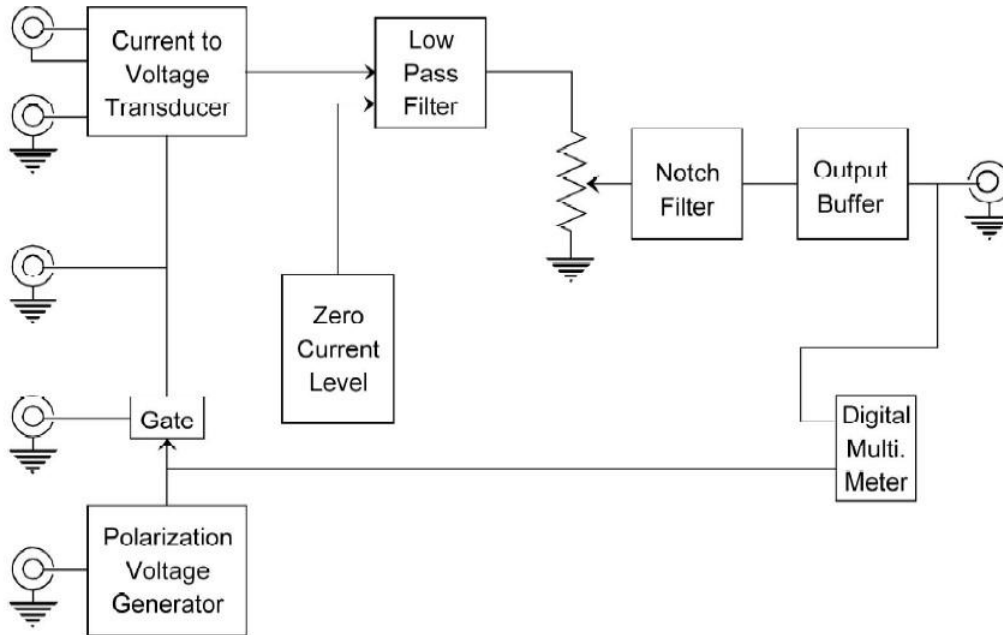 Current to
Voltage
Transducer
Low
Pass
Filter
Notch
Filter
Output
Buffer
Zero
Current
Level
Gate
Digital
Multi.
Meter
Polarization
Voltage
Generator